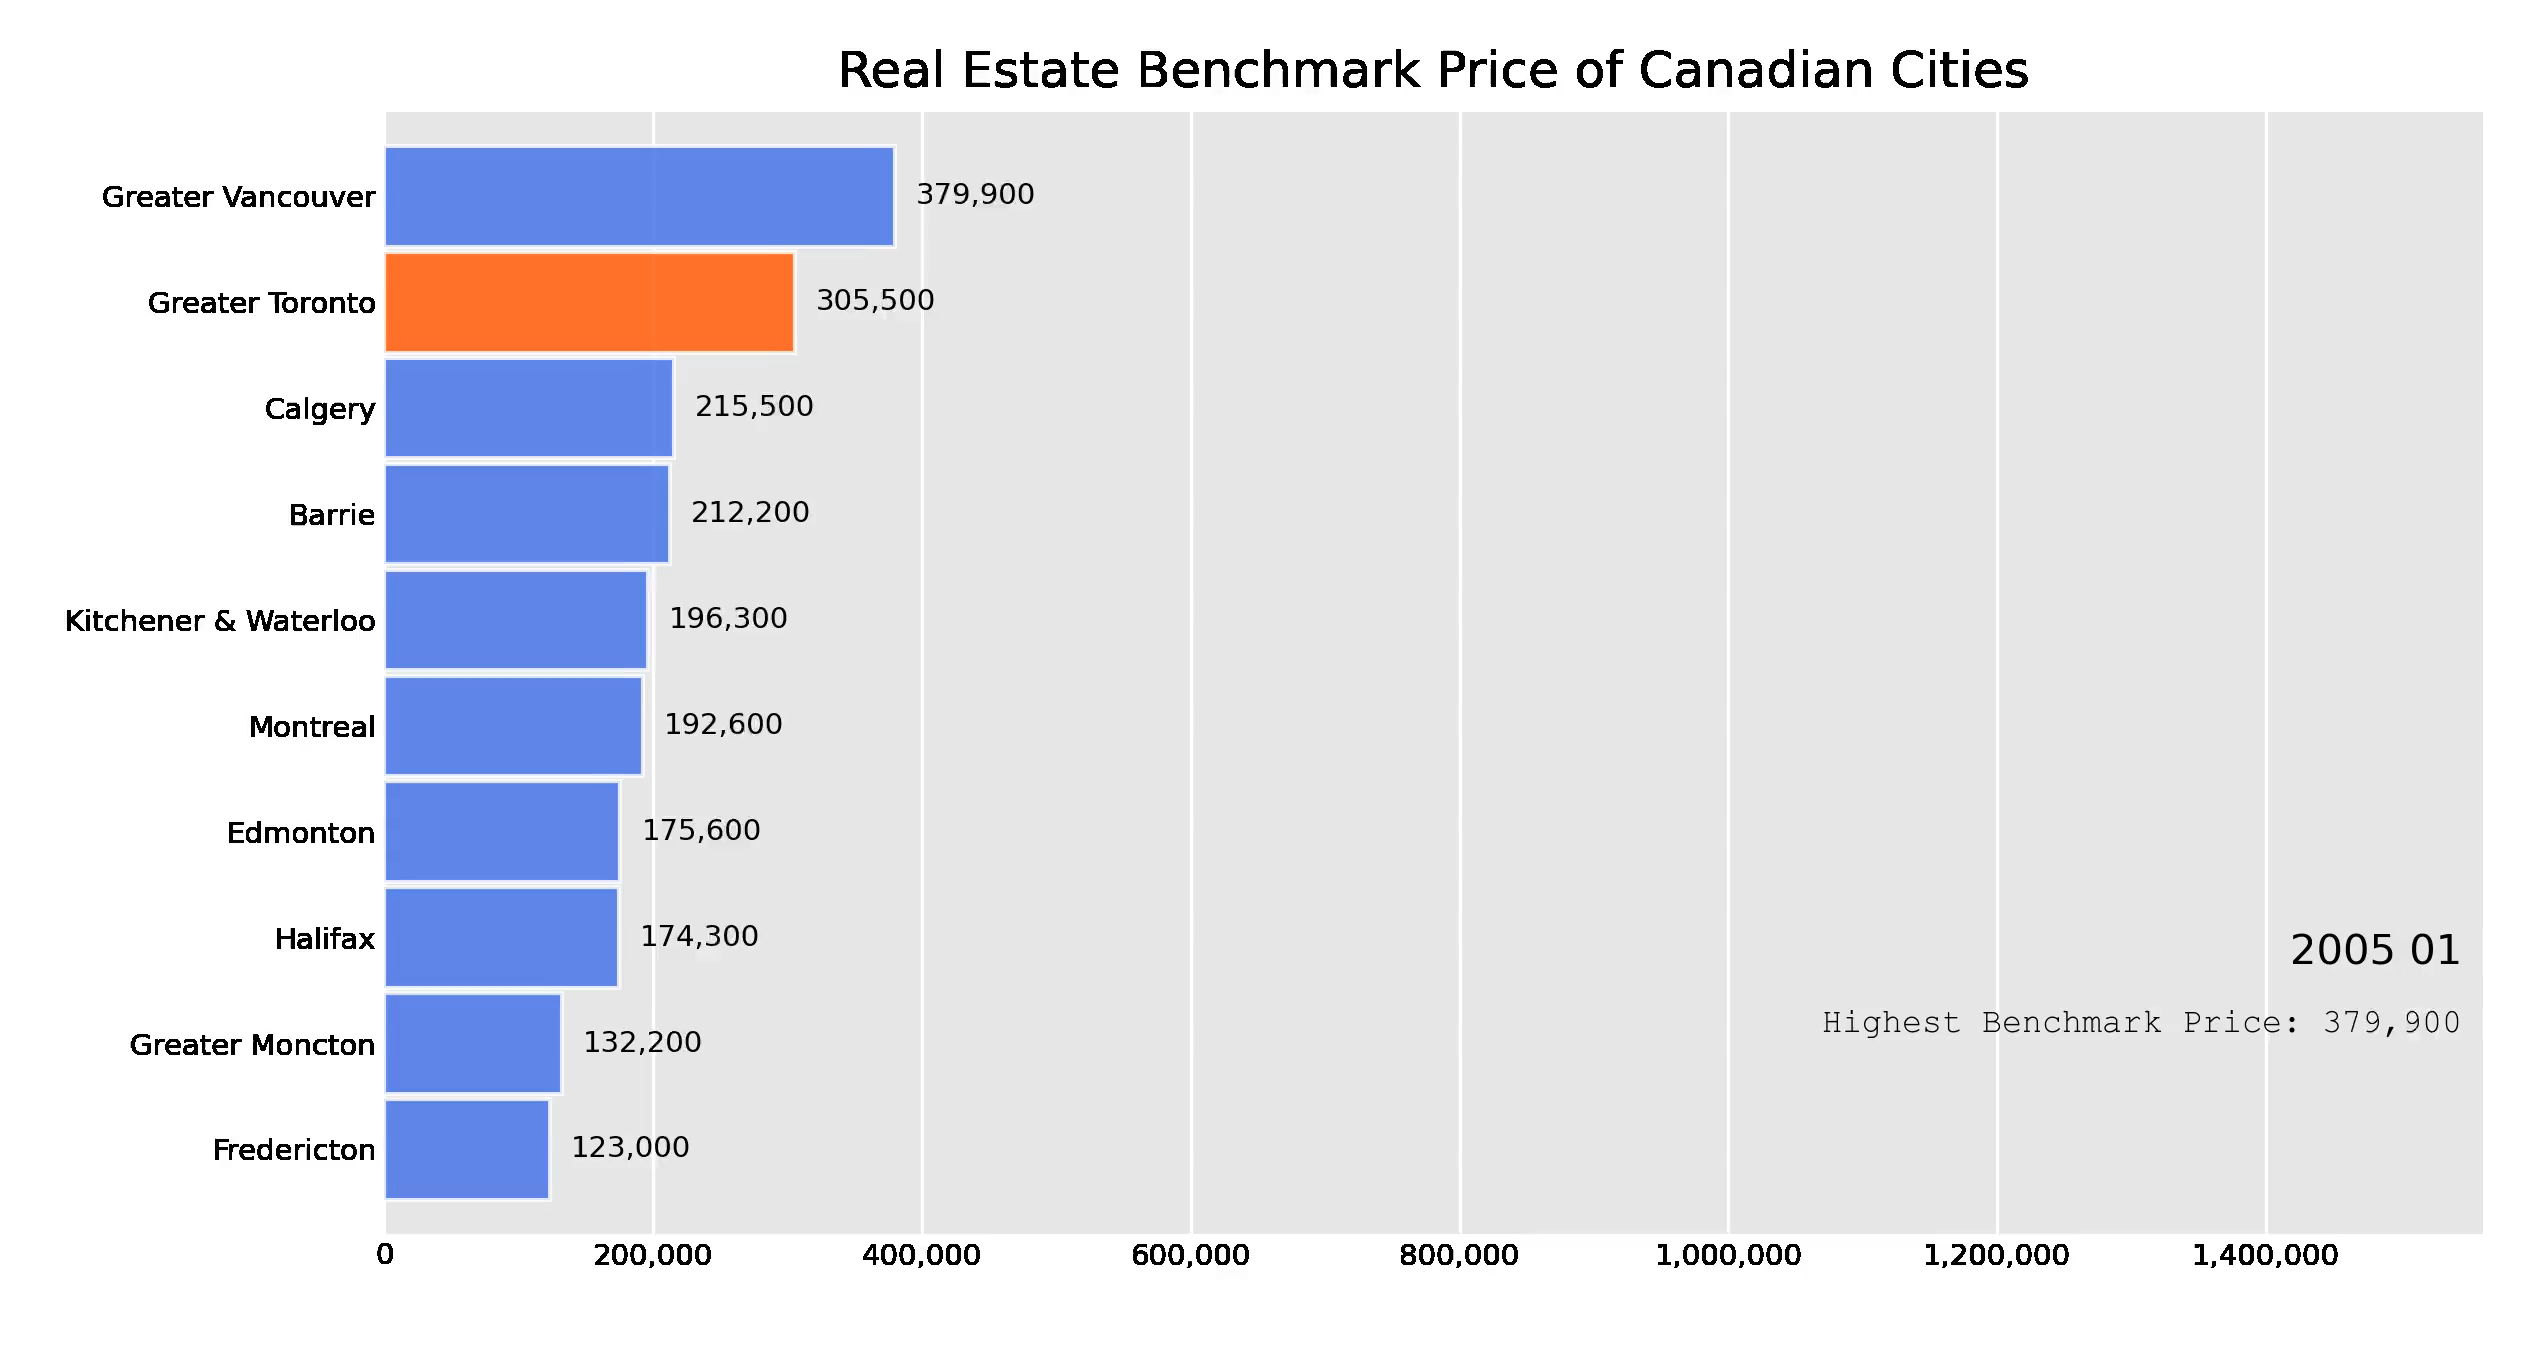 Real Estate Benchmark Price of Canadian Cities
Greater Vancouver 379,900
Greater Toronto 305,500
Calgery 215,500
Barrie 212,200
Kitchener & Waterloo 196,300
Montreal 192,600
Edmonton 175,600
Halifax 174,300
2005 01
Highest Benchmark Price: 379,900
Greater Moncton 132,200
Fredericton 123,000
0 200,000 400,000 600,000 800,000 1,000,000 1,200,000 1,400,000